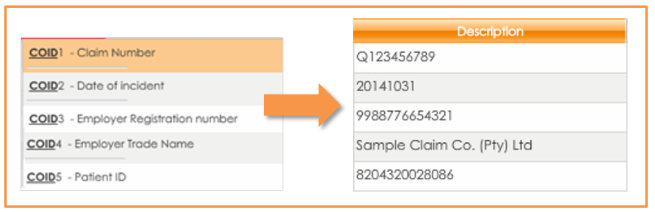 COID1 - Claim Number
COID2 - Date of incident
COID3 - Employer Registration number
COID4 - Employer Trade Name
COID5 - Patient ID
Description
Q123456789
20141031
9988776654321
Sample Claim Co. (Pty) Ltd
8204320028086